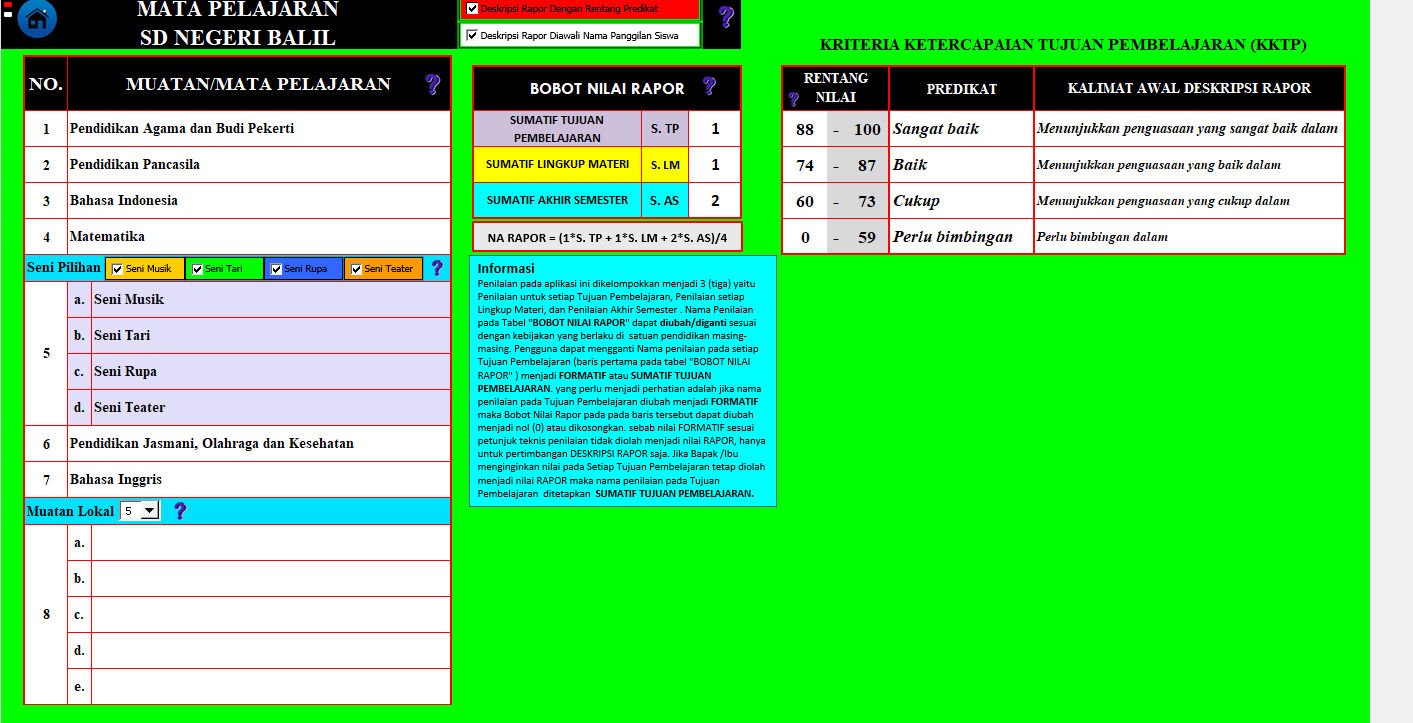 MATA PELAJARAN
SD NEGERI BALIL
Deskripsi Rapor Dengan Rentang Predikat
Deskripsi Rapor Diawali Nama Panggilan Siswa
NO. MUATAN/MATA PELAJARAN
1 Pendidikan Agama dan Budi Pekerti
2 Pendidikan Pancasila
3 Bahasa Indonesia
4 Matematika
Seni Pilihan Seni Musik Seni Tari Seni Rupa Seni Teater
5
a. Seni Musik
b. Seni Tari
c. Seni Rupa
d. Seni Teater
6 Pendidikan Jasmani, Olahraga dan Kesehatan
7 Bahasa Inggris
Muatan Lokal 5
8
a.
b.
c.
d.
e.
BOBOT NILAI RAPOR
SUMATIF TUJUAN
PEMBELAJARAN S. TP 1
SUMATIF LINGKUP MATERI S. LM 1
SUMATIF AKHIR SEMESTER S. AS 2
NA RAPOR = (1*S. TP + 1*S. LM + 2*S. AS)/4
Informasi
Penilaian pada aplikasi ini dikelompokkan menjadi 3 (tiga) yaitu
Penilaian untuk setiap Tujuan Pembelajaran, Penilaian setiap
Lingkup Materi, dan Penilaian Akhir Semester . Nama Penilaian
pada Tabel "BOBOT NILAI RAPOR" dapat diubah/diganti sesuai
dengan kebijakan yang berlaku di satuan pendidikan masing-
masing. Pengguna dapat mengganti Nama penilaian pada setiap
Tujuan Pembelajaran (baris pertama pada tabel "BOBOT NILAI
RAPOR" ) menjadi FORMATIF atau SUMATIF TUJUAN
PEMBELAJARAN. yang perlu menjadi perhatian adalah jika nama
penilaian pada Tujuan Pembelajaran diubah menjadi FORMATIF
maka Bobot Nilai Rapor pada pada baris tersebut dapat diubah
menjadi nol (0) atau dikosongkan. sebab nilai FORMATIF sesuai
petunjuk teknis penilaian tidak diolah menjadi nilai RAPOR, hanya
untuk pertimbangan DESKRIPSI RAPOR saja. Jika Bapak /Ibu
menginginkan nilai pada Setiap Tujuan Pembelajaran tetap diolah
menjadi nilai RAPOR maka nama penilaian pada Tujuan
Pembelajaran ditetapkan SUMATIF TUJUAN PEMBELAJARAN.
KRITERIA KETERCAPAIAN TUJUAN PEMBELAJARAN (KKTP)
RENTANG
NILAI PREDIKAT KALIMAT AWAL DESKRIPSI RAPOR
88 - 100 Sangat baik Menunjukkan penguasaan yang sangat baik dalam
74 - 87 Baik Menunjukkan penguasaan yang baik dalam
60 - 73 Cukup Menunjukkan penguasaan yang cukup dalam
0 - 59 Perlu bimbingan Perlu bimbingan dalam